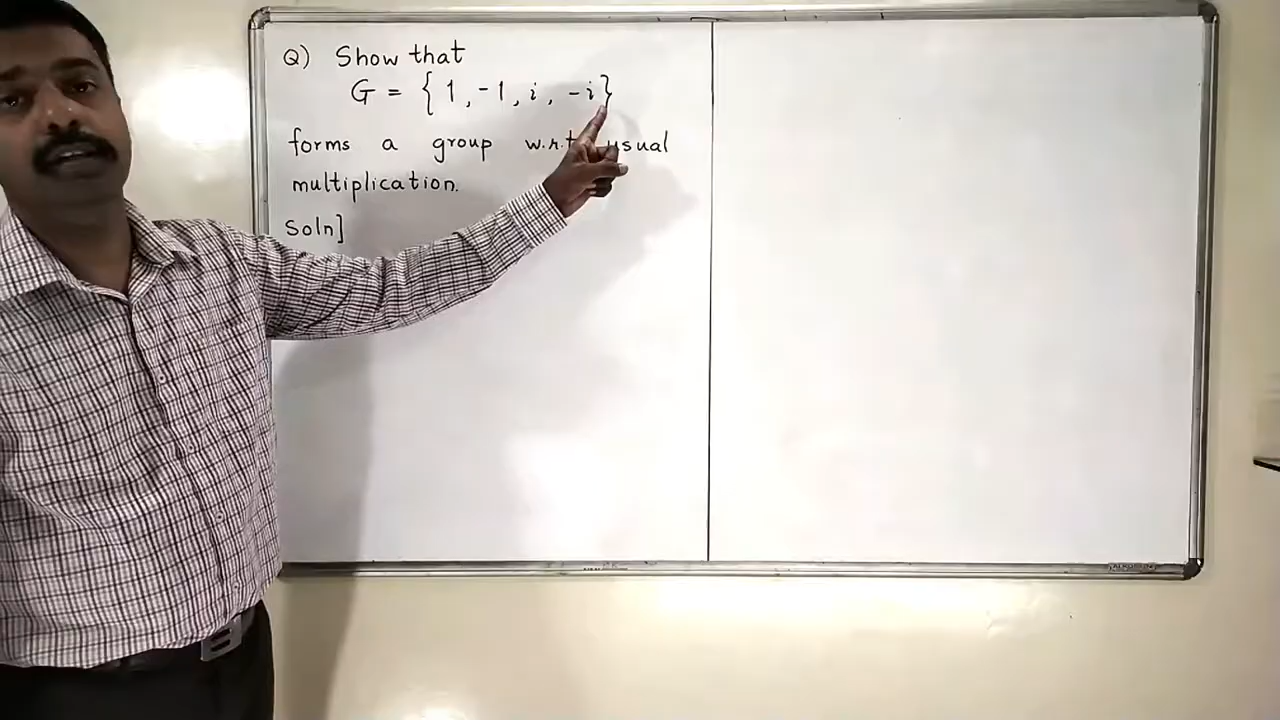 Q) Show that
G = { 1, -1, i, -i}
forms a group w.r.t usual
multiplication.
Soln]